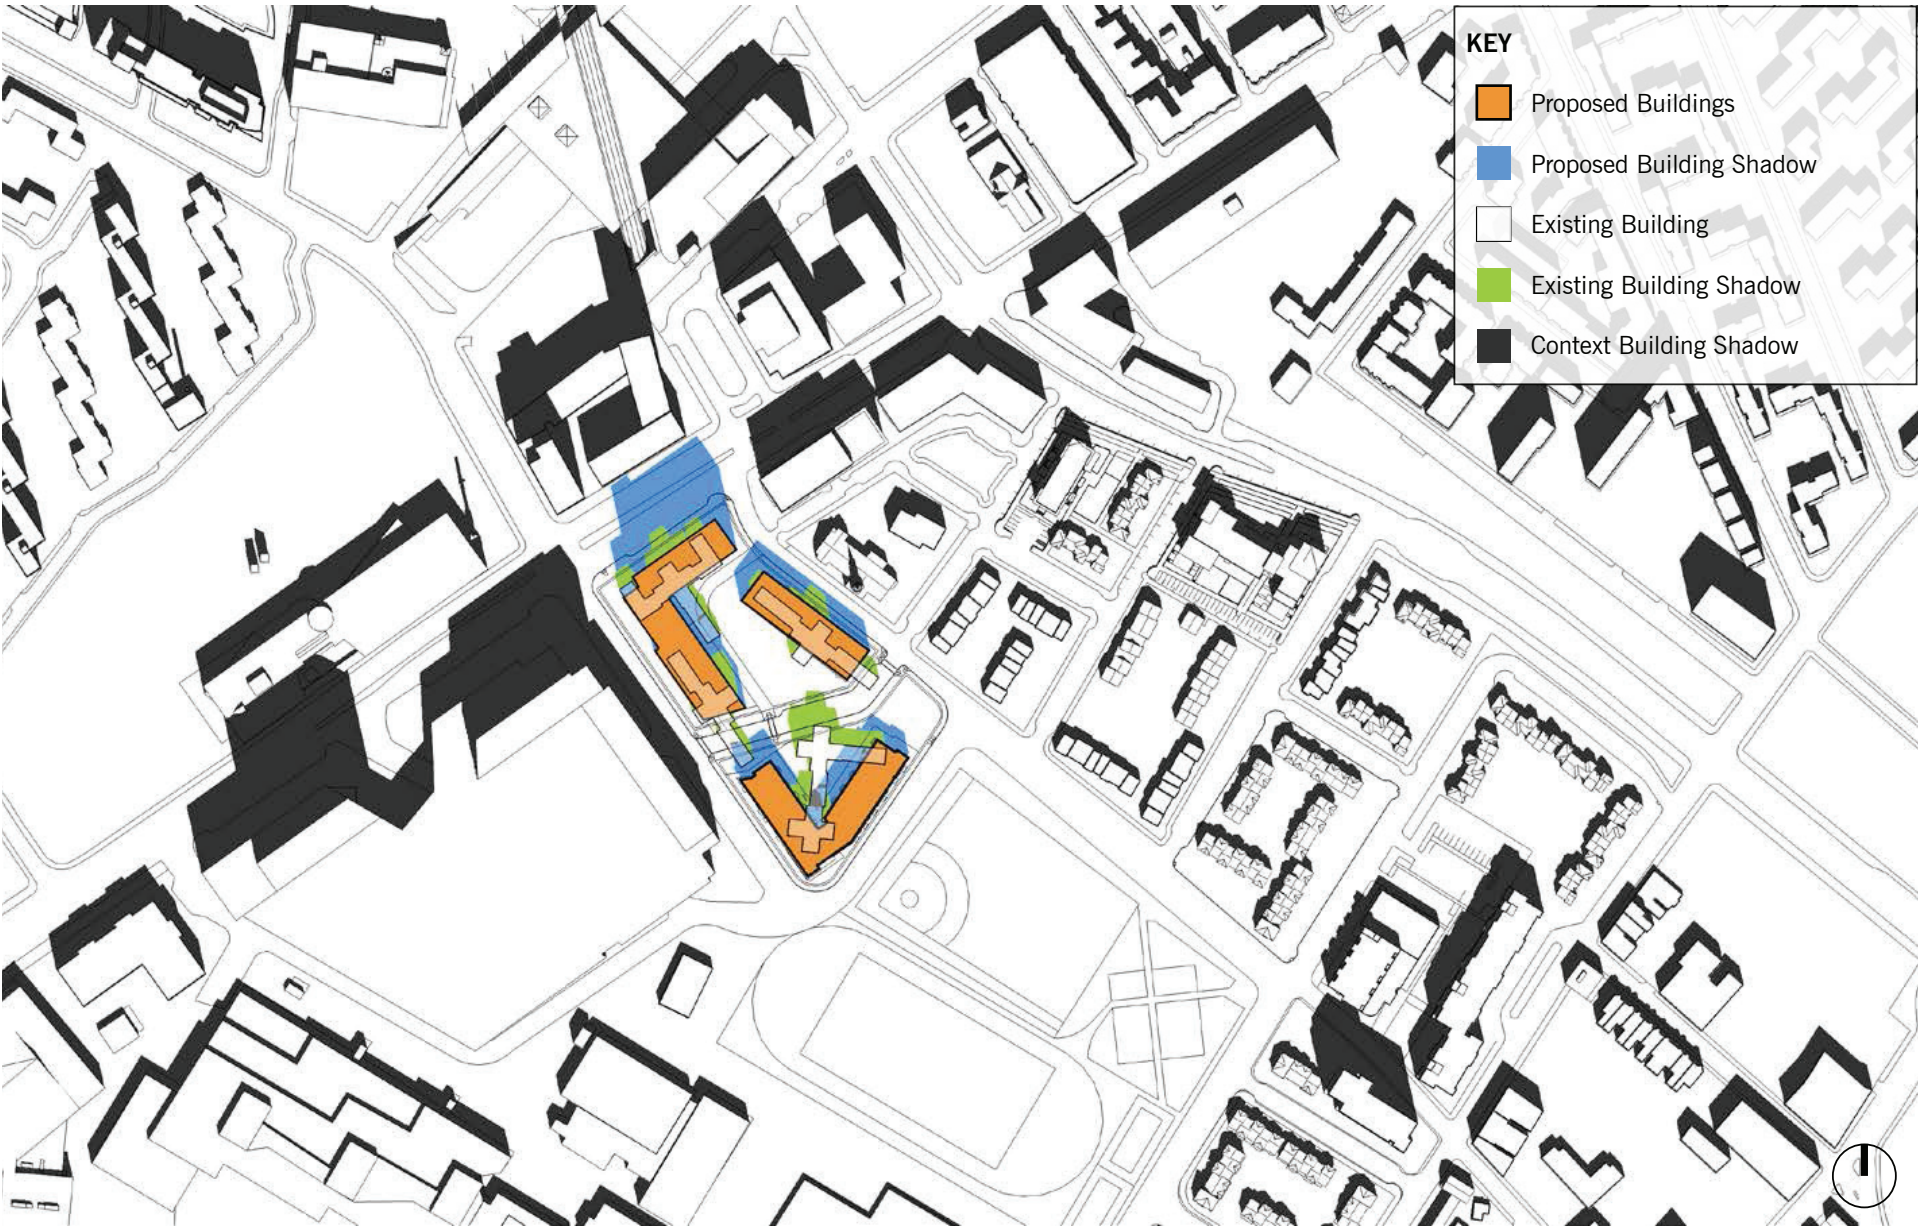 KEY
Proposed Buildings
Proposed Building Shadow
Existing Building
Existing Building Shadow
Context Building Shadow